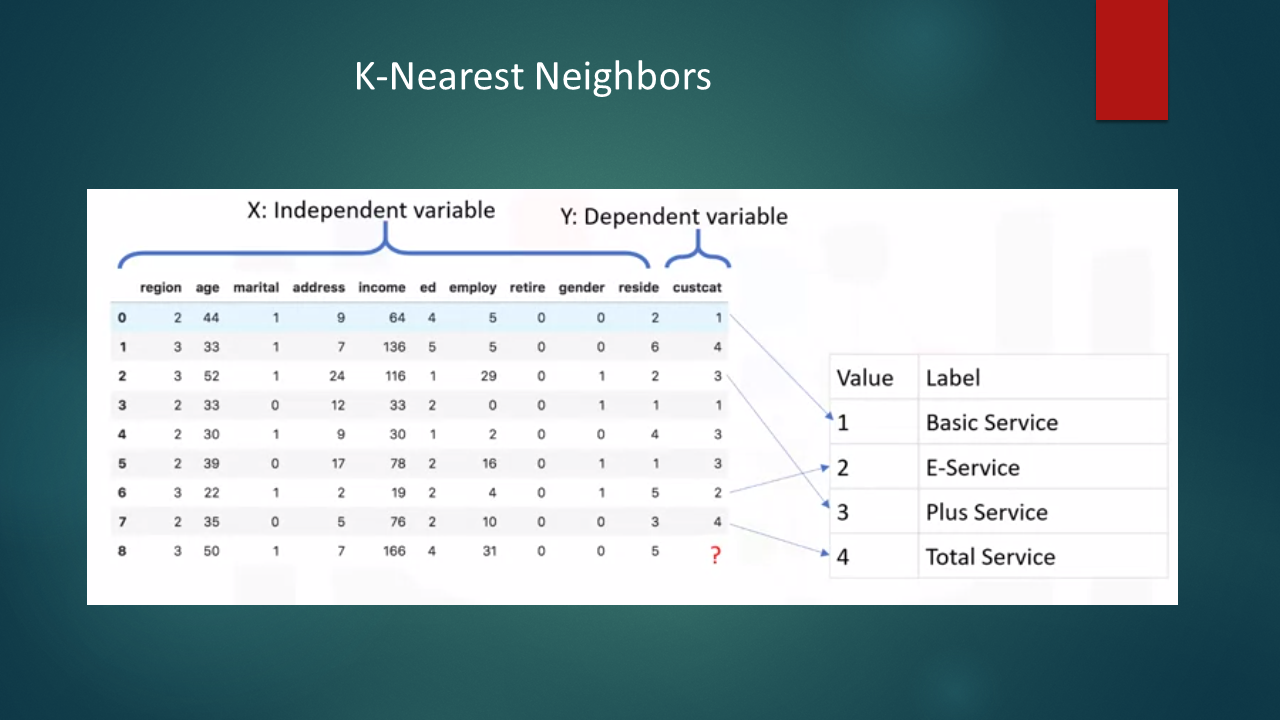 K-Nearest Neighbors
X: Independent variable
Y: Dependent variable
region age marital address income ed employ retire gender reside custcat
0 2 44 1 9 64 4 5 0 0 2 1
1 3 33 1 7 136 5 5 0 0 6 4
2 3 52 1 24 116 1 29 0 1 2 3
3 2 33 0 12 33 2 0 0 1 1 1
4 2 30 1 9 30 1 2 0 0 4 3
5 2 39 0 17 78 2 16 0 1 1 3
6 3 22 1 2 19 2 4 0 1 5 2
7 2 35 0 5 76 2 10 0 0 3 4
8 3 50 1 7 166 4 31 0 0 5 ?
Value Label
1 Basic Service
2 E-Service
3 Plus Service
4 Total Service